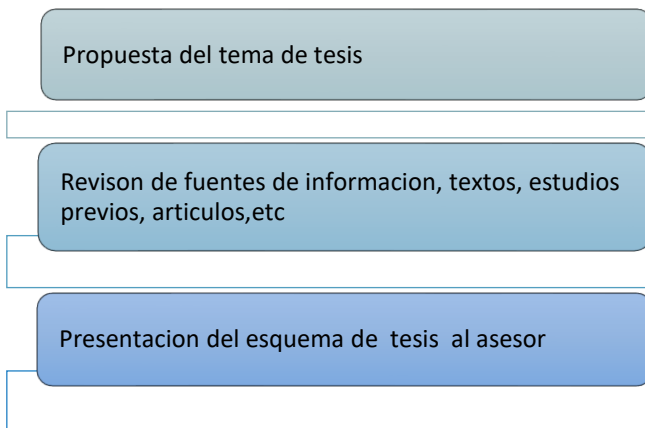 Propuesta del tema de tesis
Revison de fuentes de informacion, textos, estudios
previos, articulos,etc
Presentacion del esquema de  tesis  al asesor